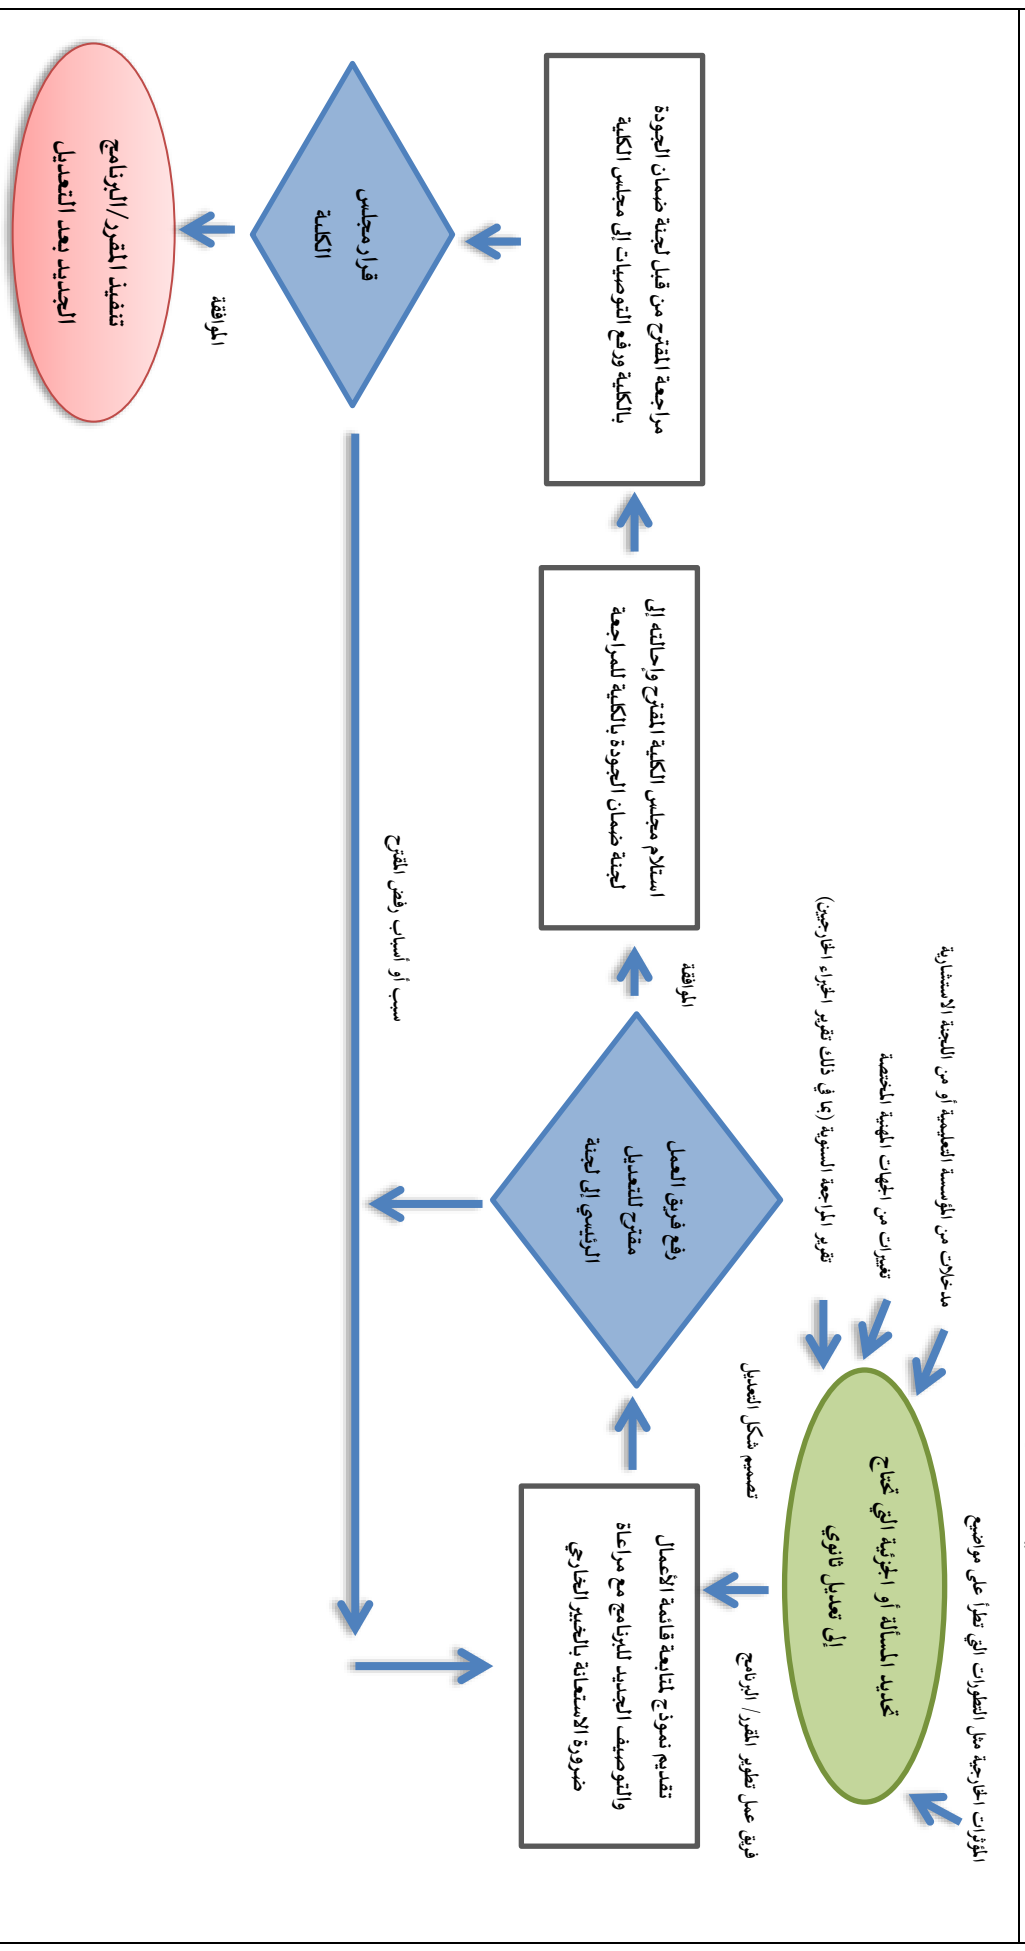 المؤثرات الخارجية مثل التطورات التي تطرأ على مواضيع
مدخلات من المؤسسة التعليمية أو من اللجنة الاستشارية
تغييرات من الجهات المهنية المختصة
تقرير المراجعة السنوية (بما في ذلك تقرير الخبراء الخارجيين)
تحديد المسألة أو الجزئية التي تحتاج
إلى تعديل ثانوي
فريق عمل تطوير المقرر/ البرنامج
تصميم شكل التعديل
تقديم نموذج لمتابعة قائمة الأعمال
والتوصيف الجديد للبرنامج مع مراعاة
ضرورة الاستعانة بالخبير الخارجي
رفع فريق العمل
مقترح للتعديل
الرئيسي إلى لجنة
الموافقة
استلام مجلس الكلية المقترح وإحالته إلى
لجنة ضمان الجودة بالكلية للمراجعة
مراجعة المقترح من قبل لجنة ضمان الجودة
بالكلية ورفع التوصيات إلى مجلس الكلية
سبب أو أسباب رفض المقترح
قرار مجلس
الكلية
الموافقة
تنفيذ المقرر/البرنامج
الجديد بعد التعديل